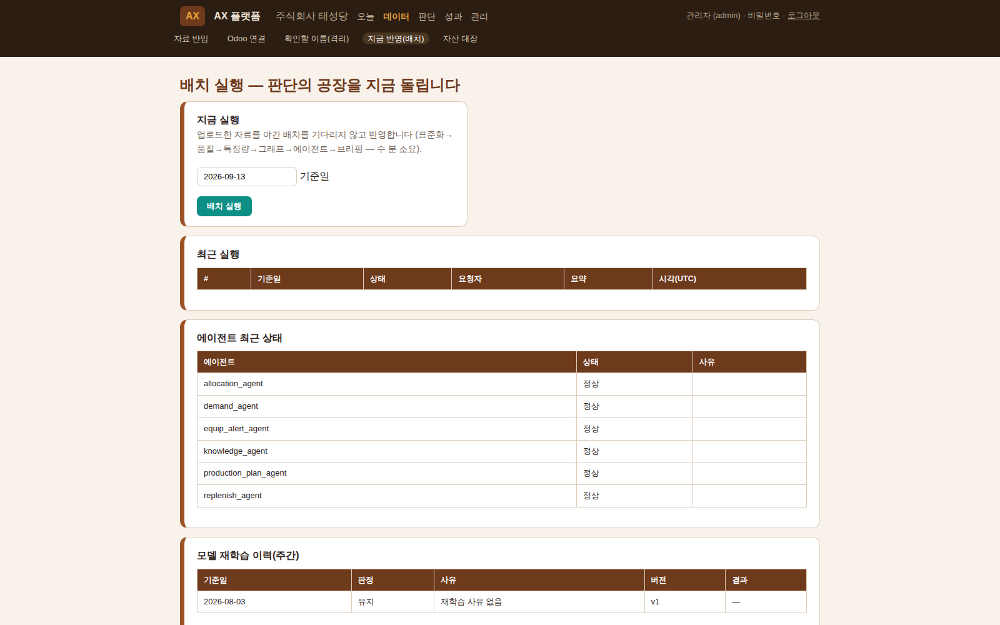 AX AX 플랫폼 주식회사 태성당 오늘 데이터 판단 성과 관리 관리자 (admin) · 비밀번호 · 로그아웃
자료 반입 Odoo 연결 확인할 이름(격리) 지금 반영(배치) 자산 대장
배치 실행 — 판단의 공장을 지금 돌립니다
지금 실행
업로드한 자료를 야간 배치를 기다리지 않고 반영합니다 (표준화→
품질→특징량→그래프→에이전트→브리핑 — 수 분 소요).
2026-09-13 기준일
배치 실행
최근 실행
# 기준일 상태 요청자 요약 시각(UTC)
에이전트 최근 상태
에이전트 상태 사유
allocation_agent 정상
demand_agent 정상
equip_alert_agent 정상
knowledge_agent 정상
production_plan_agent 정상
replenish_agent 정상
모델 재학습 이력(주간)
기준일 판정 사유 버전 결과
2026-08-03 유지 재학습 사유 없음 v1 —